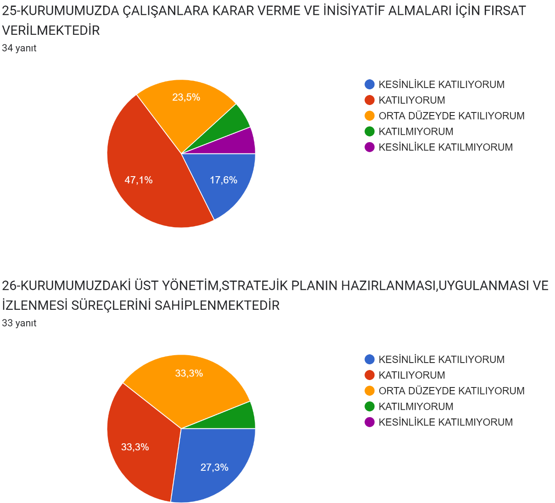 25-KURUMUMUZDA ÇALIŞANLARA KARAR VERME VE İNİSİYATİF ALMALARI İÇİN FIRSAT
VERİLMEKTEDİR
34 yanıt
KESİNLİKLE KATILIYORUM
KATILIYORUM
ORTA DÜZEYDE KATILIYORUM
KATILMIYORUM
KESİNLİKLE KATILMIYORUM
23,5%
47,1%
17,6%
26-KURUMUMUZDAKİ ÜST YÖNETİM,STRATEJİK PLANIN HAZIRLANMASI,UYGULANMASI VE
İZLENMESİ SÜREÇLERİNİ SAHİPLENMEKTEDİR
33 yanıt
KESİNLİKLE KATILIYORUM
KATILIYORUM
ORTA DÜZEYDE KATILIYORUM
KATILMIYORUM
KESİNLİKLE KATILMIYORUM
33,3%
33,3%
27,3%